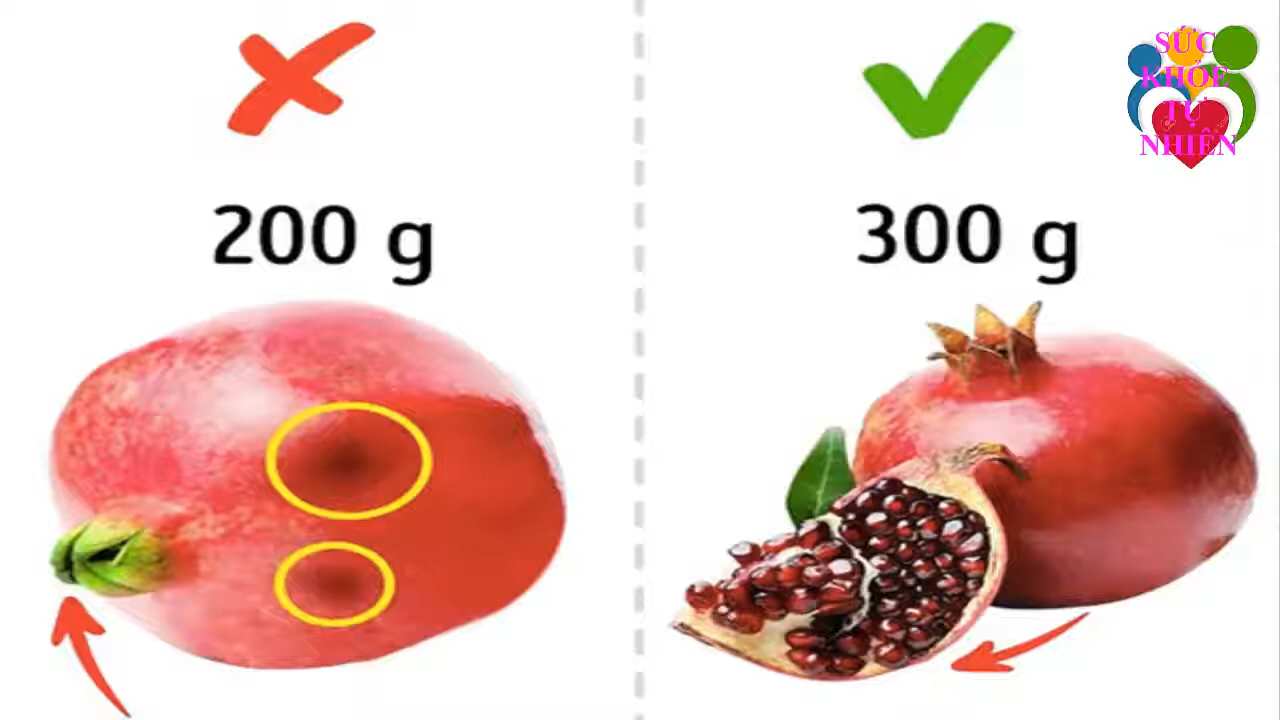 200 g
300 g
SỨC
KHỎE
TỰ
NHIÊN